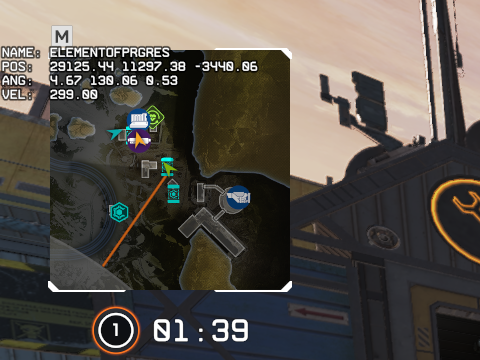 M
NAME: ELEMENTOFPRGRES
POS: 29125.44 11297.38 -3440.06
ANG: 4.67 130.06 0.53
VEL: 299.00
1 01:39